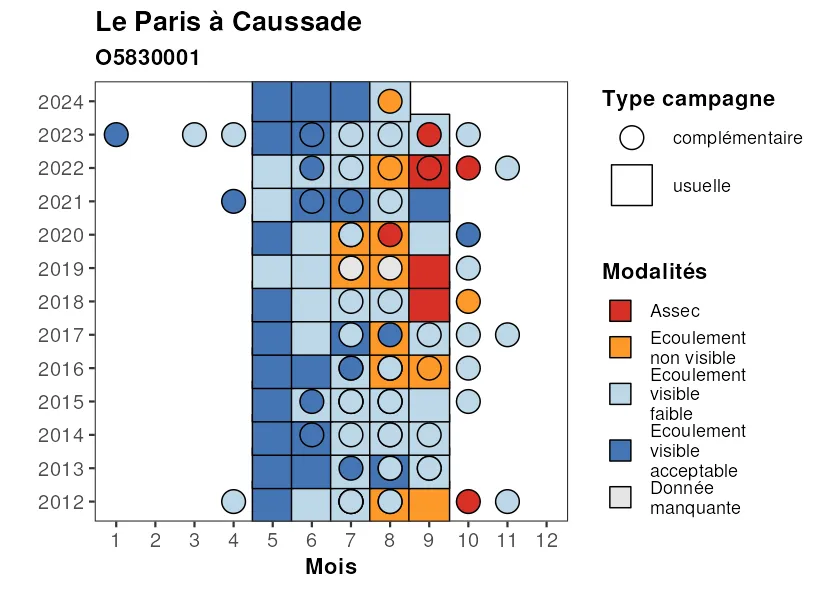 Le Paris à Caussade
O5830001
2024
2023
2022
2021
2020
2019
2018
2017
2016
2015
2014
2013
2012
1 2 3 4 5 6 7 8 9 10 11 12
Mois
Type campagne
complémentaire
usuelle
Modalités
Assec
Ecoulement
non visible
Ecoulement
visible
faible
Ecoulement
visible
acceptable
Donnée
manquante